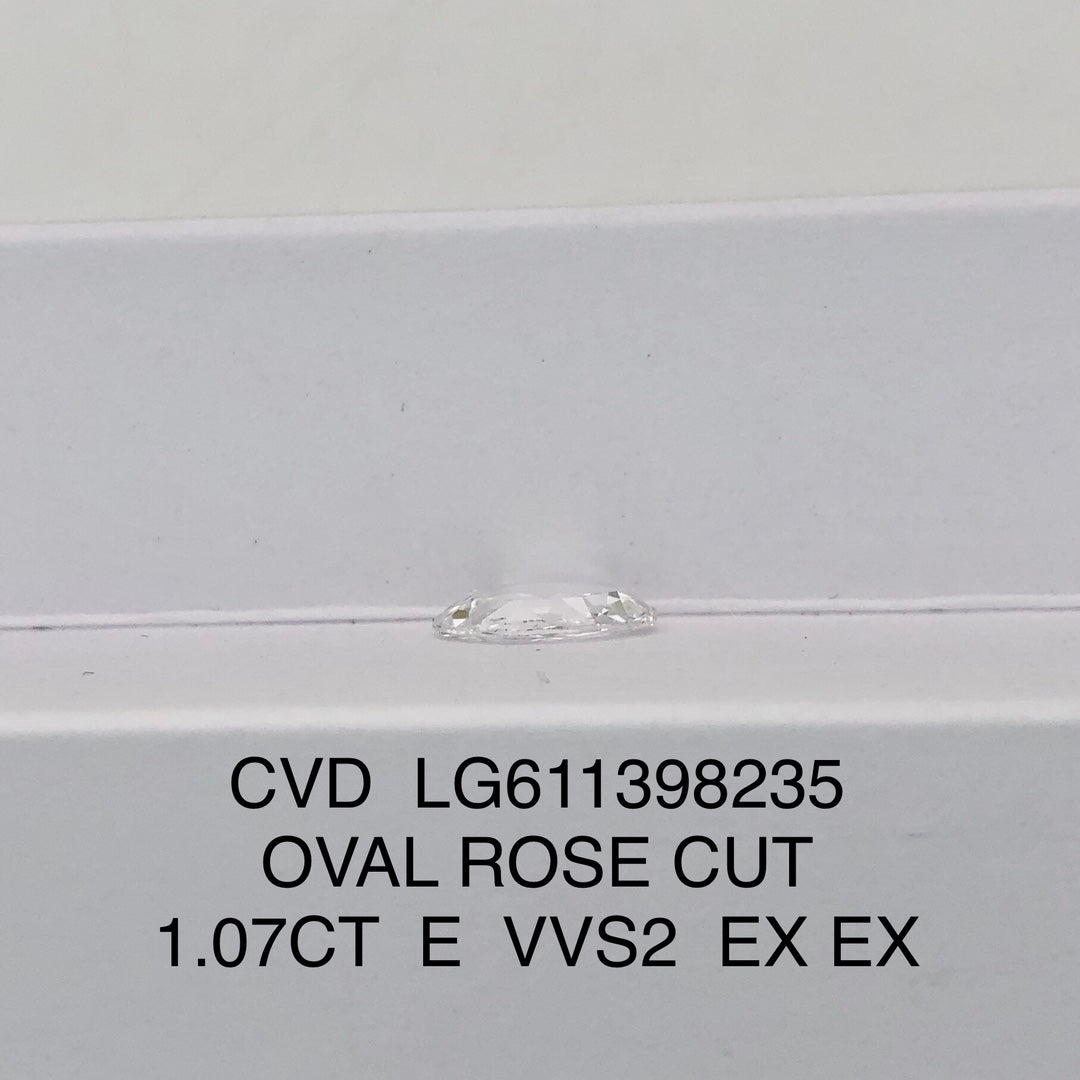 CVD LG611398235
OVAL ROSE CUT
1.07CT E VVS2 EX EX